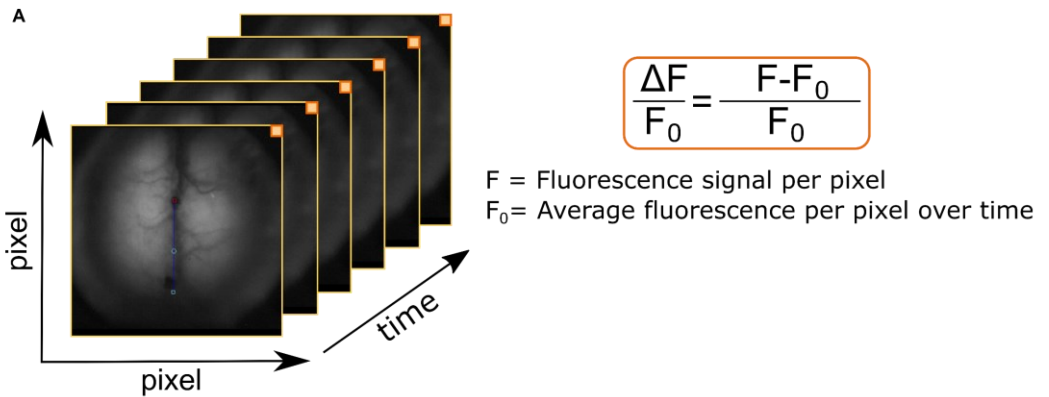 A
pixel
pixel
time
ΔF/F₀ = F-F₀/F₀
F = Fluorescence signal per pixel
F₀= Average fluorescence per pixel over time